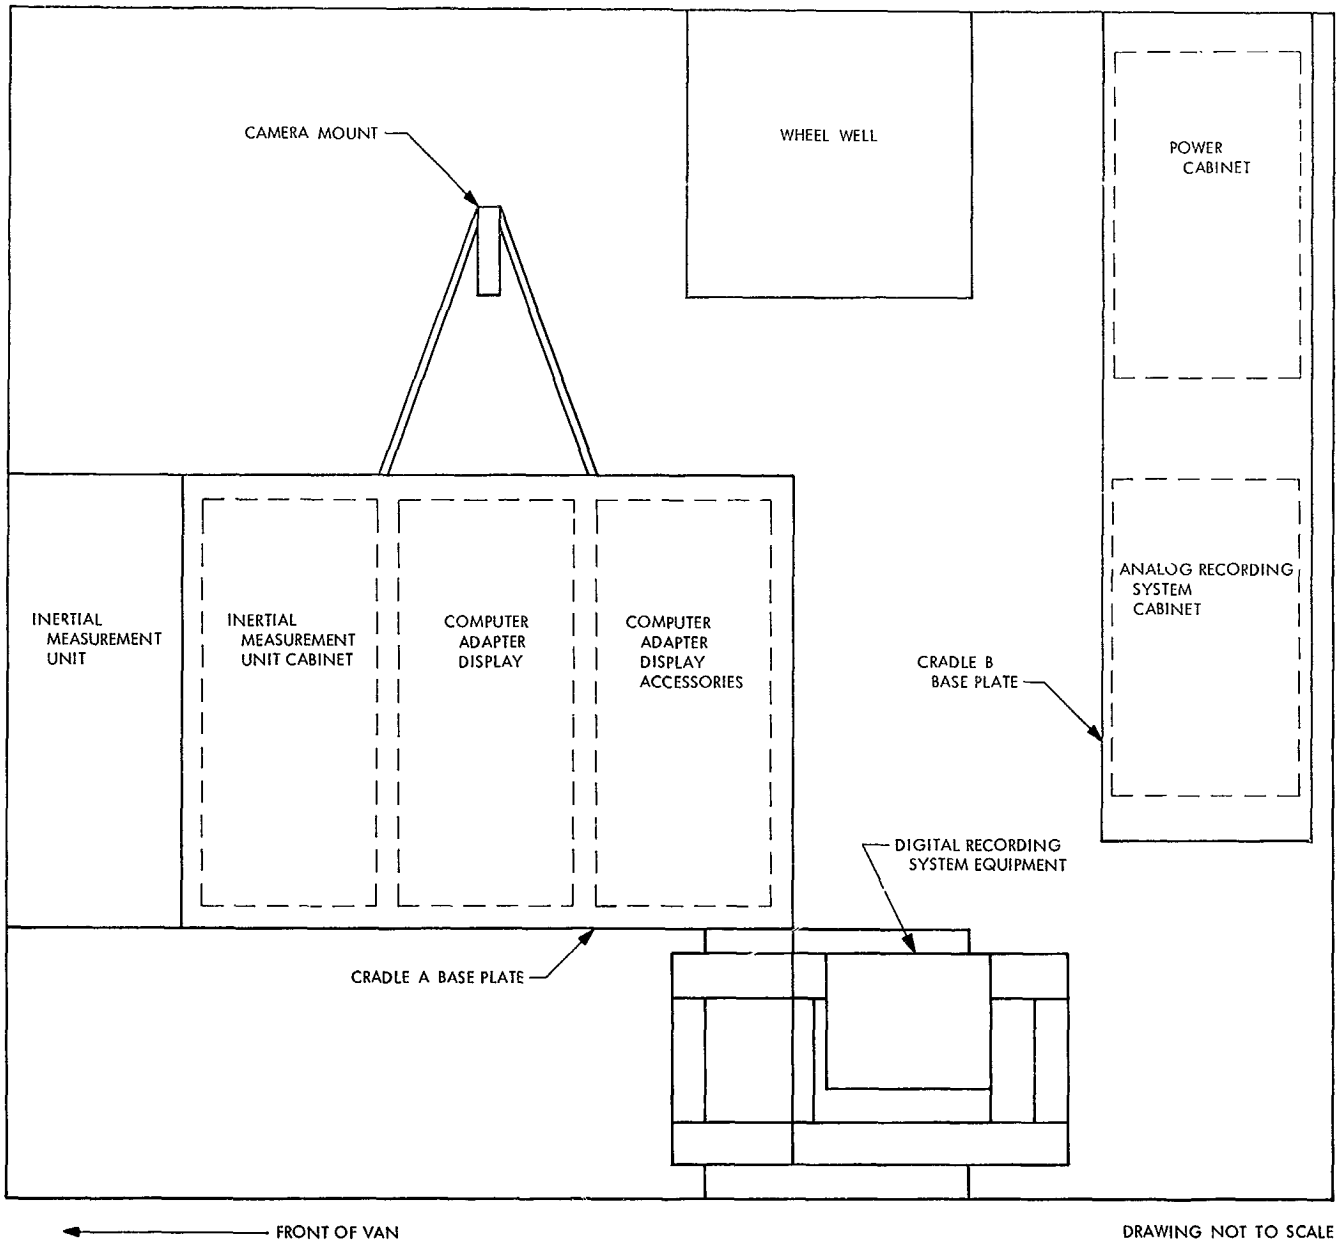 CAMERA MOUNT
WHEEL WELL
POWER
CABINET
INERTIAL
MEASUREMENT
UNIT
INERTIAL
MEASUREMENT
UNIT CABINET
COMPUTER
ADAPTER
DISPLAY
COMPUTER
ADAPTER
DISPLAY
ACCESSORIES
ANALOG RECORDING
SYSTEM
CABINET
CRADLE B
BASE PLATE
DIGITAL RECORDING
SYSTEM EQUIPMENT
CRADLE A BASE PLATE
FRONT OF VAN
DRAWING NOT TO SCALE